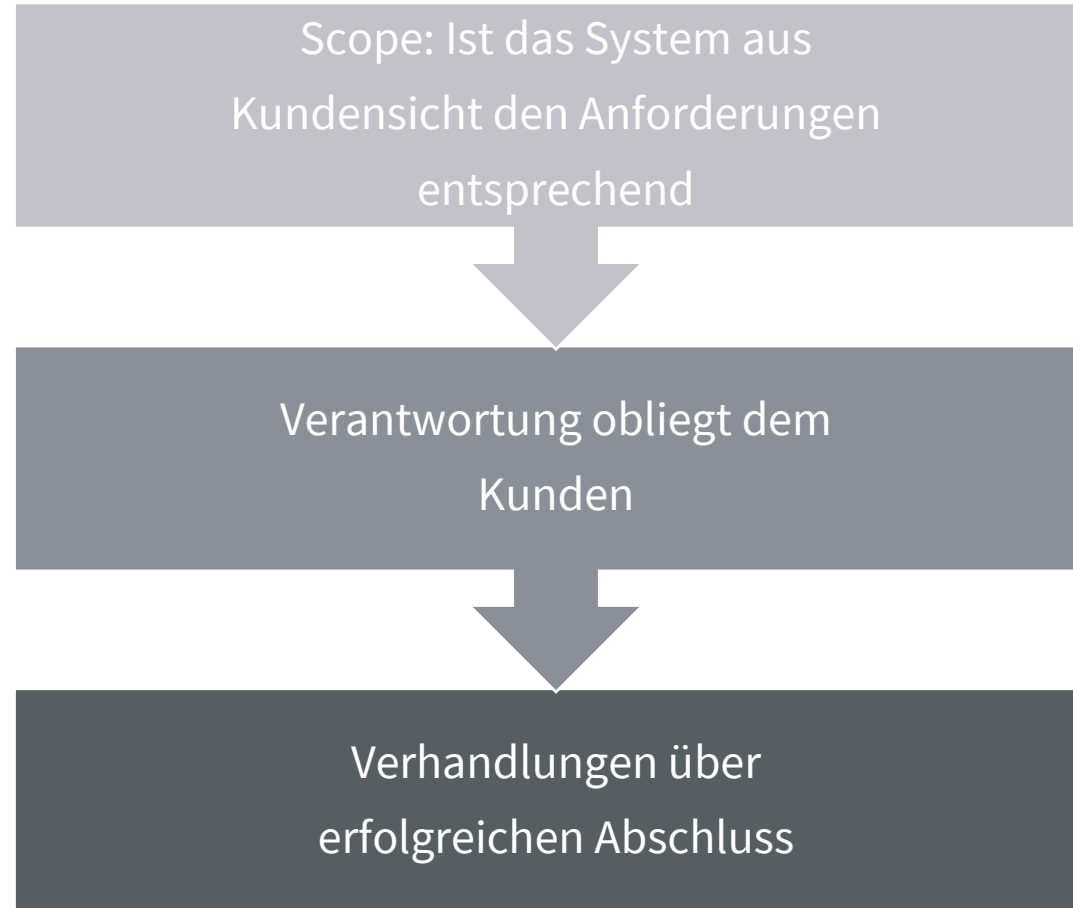 Scope: Ist das System aus
Kundensicht den Anforderungen
entsprechend
Verantwortung obliegt dem
Kunden
Verhandlungen über
erfolgreichen Abschluss